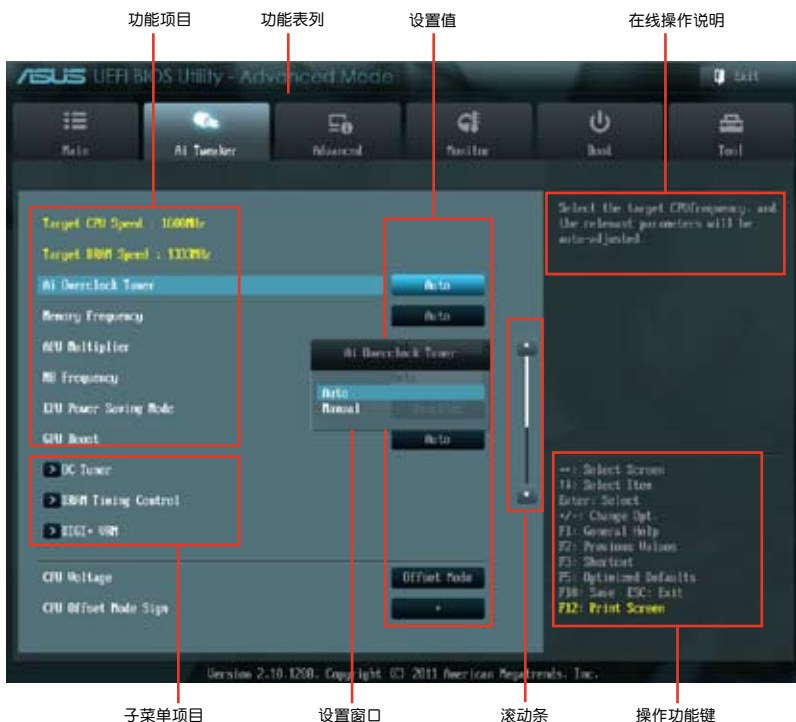 功能项目
功能表列
设置值
在线操作说明
ASUS UEFI BIOS Utility - Advanced Mode
Exit
Main
Ai Tweaker
Advanced
Monitor
Boot
Tool
Target CPU Speed : 1600MHz
Target DRAM Speed : 1333MHz
Ai Overclock Tuner
Auto
Memory Frequency
Auto
APU Multiplier
NB Frequency
EPU Power Saving Mode
GPU Boost
Auto
Ai Overclock Tuner
Auto
Manual
OC Tuner
DRAM Timing Control
DIGI+ VRM
CPU Voltage
Offset Mode
CPU Offset Mode Sign
+
Select the target CPU frequency, and
the relevant parameters will be
auto-adjusted
→←: Select Screen
↑↓: Select Item
Enter: Select
+/-: Change Opt.
F1: General Help
F2: Previous Values
F3: Shortcut
F5: Optimized Defaults
F10: Save ESC: Exit
F12: Print Screen
Version 2.10.1208. Copyright (C) 2011 American Megatrends, Inc.
子菜单项目
设置窗口
滚动条
操作功能键